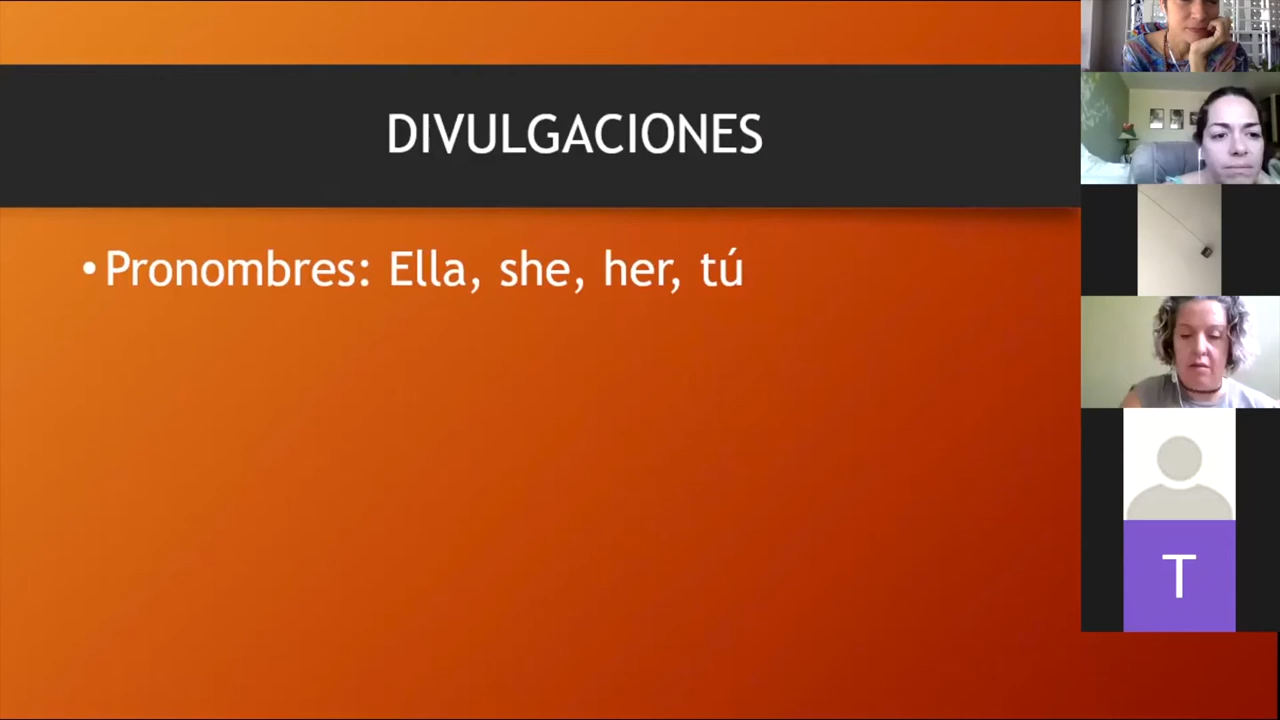 DIVULGACIONES
• Pronombres: Ella, she, her, tú
T